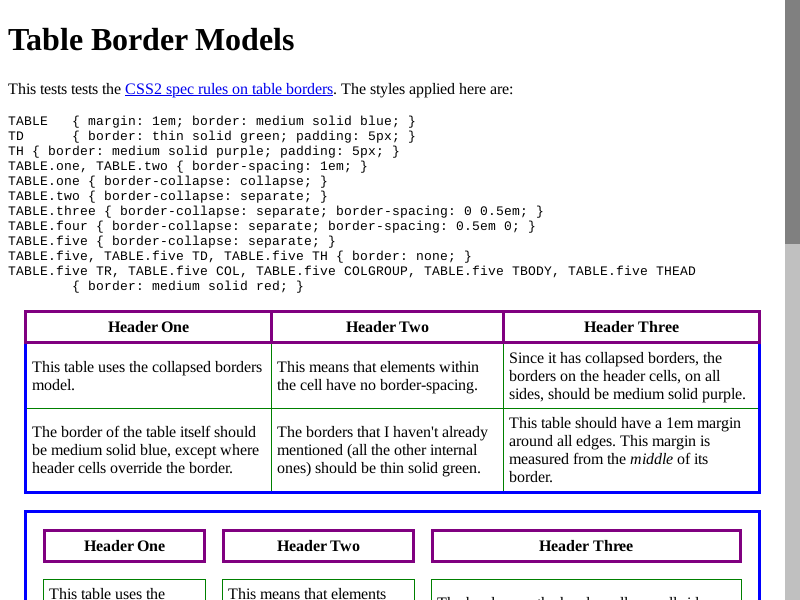 Table Border Models
This tests tests the CSS2 spec rules on table borders. The styles applied here are:
TABLE   { margin: 1em; border: medium solid blue; }
TD      { border: thin solid green; padding: 5px; }
TH { border: medium solid purple; padding: 5px; }
TABLE.one, TABLE.two { border-spacing: 1em; }
TABLE.one { border-collapse: collapse; }
TABLE.two { border-collapse: separate; }
TABLE.three { border-collapse: separate; border-spacing: 0 0.5em; }
TABLE.four { border-collapse: separate; border-spacing: 0.5em 0; }
TABLE.five { border-collapse: separate; }
TABLE.five, TABLE.five TD, TABLE.five TH { border: none; }
TABLE.five TR, TABLE.five COL, TABLE.five COLGROUP, TABLE.five TBODY, TABLE.five THEAD
        { border: medium solid red; }
Header One
Header Two
Header Three
This table uses the collapsed borders
model.
This means that elements within
the cell have no border-spacing.
Since it has collapsed borders, the
borders on the header cells, on all
sides, should be medium solid purple.
The border of the table itself should
be medium solid blue, except where
header cells override the border.
The borders that I haven't already
mentioned (all the other internal
ones) should be thin solid green.
This table should have a 1em margin
around all edges. This margin is
measured from the middle of its
border.
Header One
Header Two
Header Three
This table uses the
This means that elements